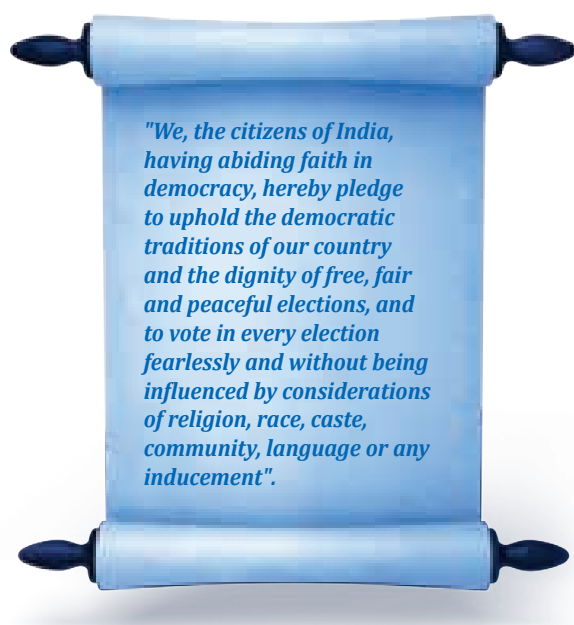 "We, the citizens of India,
having abiding faith in
democracy, hereby pledge
to uphold the democratic
traditions of our country
and the dignity of free, fair
and peaceful elections, and
to vote in every election
fearlessly and without being
influenced by considerations
of religion, race, caste,
community, language or any
inducement".